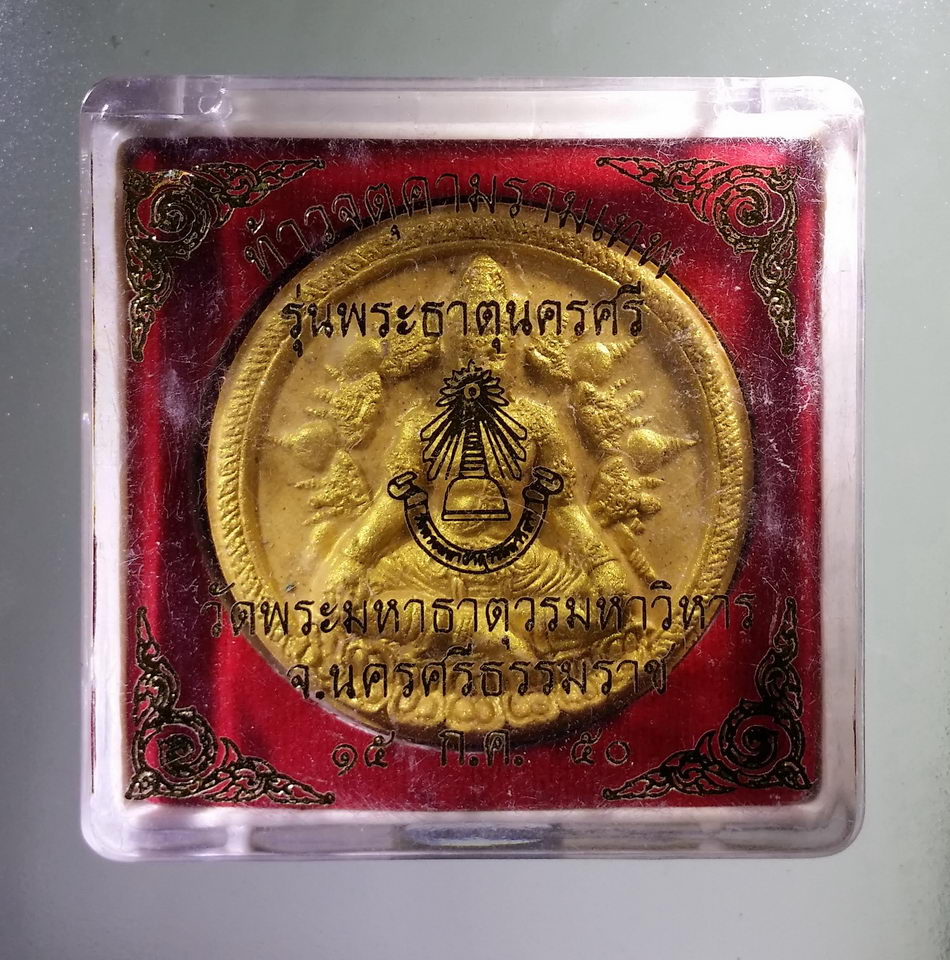 ท้าวจตุคามรามเทพ
รุ่นพระธาตุนครศรี
วัดพระมหาธาตุวรมหาวิหาร
จ.นครศรีธรรมราช
๑๕ ก.ค. ๕๐